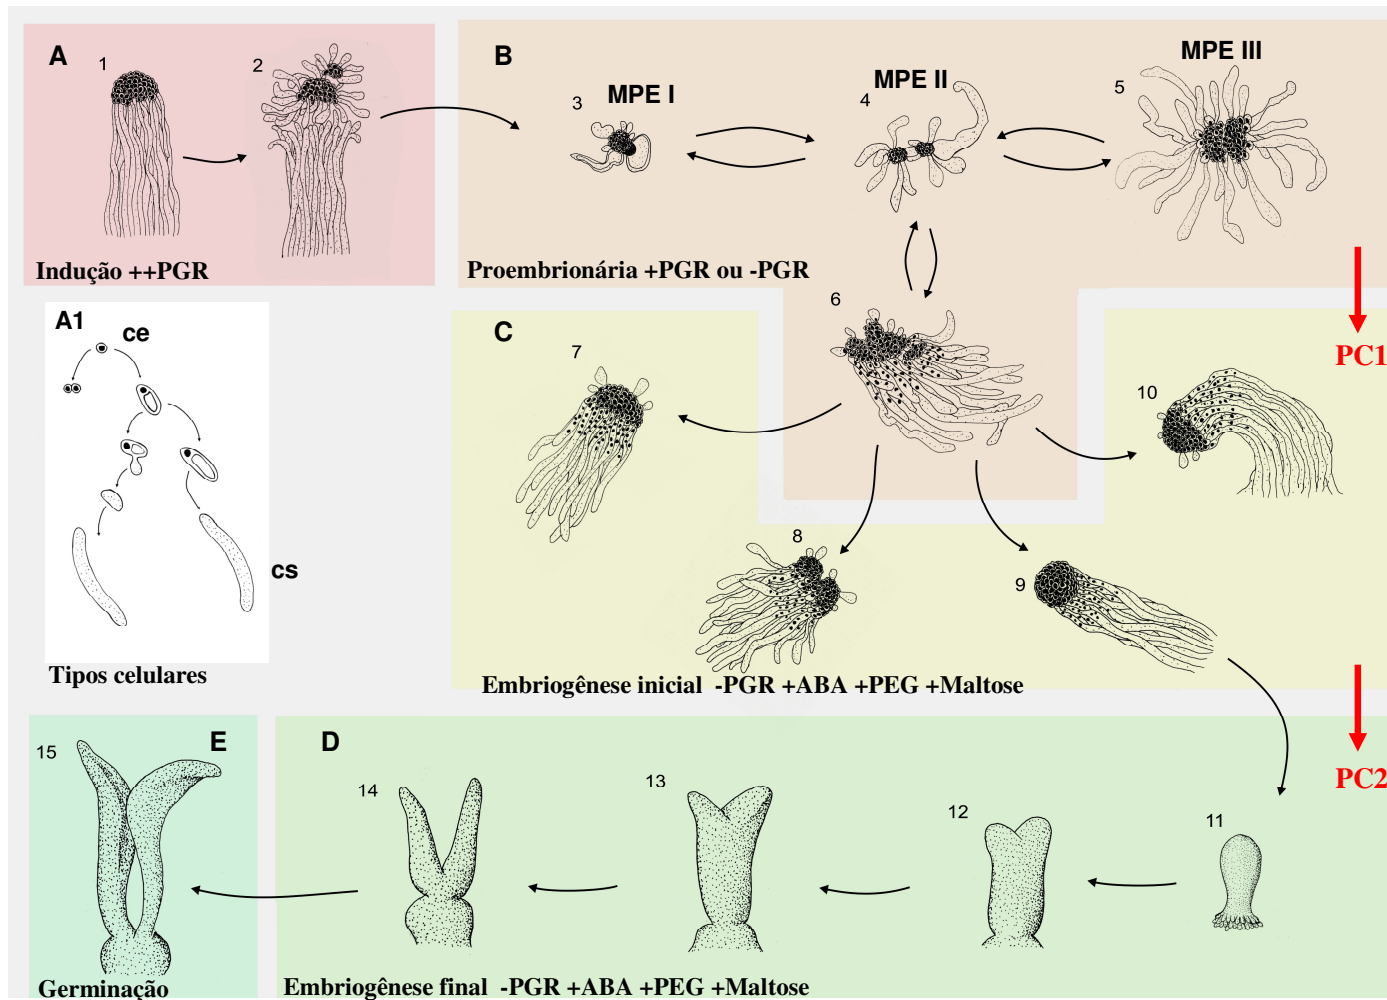 A
1
2
Indução ++PGR
B
3
MPE I
4
MPE II
5
MPE III
Proembrionária +PGR ou -PGR
6
PC1
A1
ce
cs
Tipos celulares
C
7
8
9
10
Embriogênese inicial -PGR +ABA +PEG +Maltose
PC2
E
15
Germinação
D
14
13
12
11
Embriogênese final -PGR +ABA +PEG +Maltose